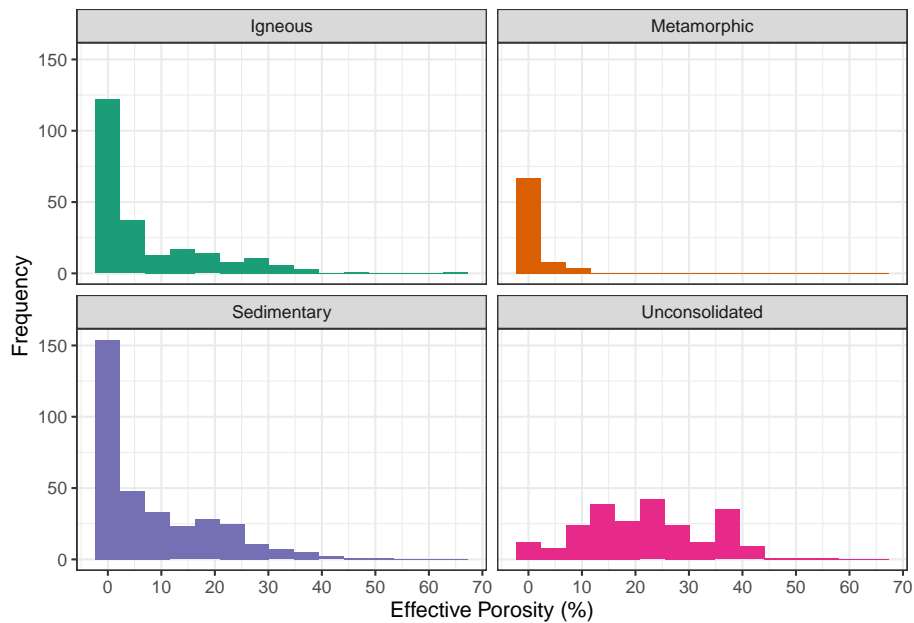 Igneous
Metamorphic
150
100
50
0
Sedimentary
Unconsolidated
150
100
50
0
0 10 20 30 40 50 60 70
0 10 20 30 40 50 60 70
Frequency
Effective Porosity (%)